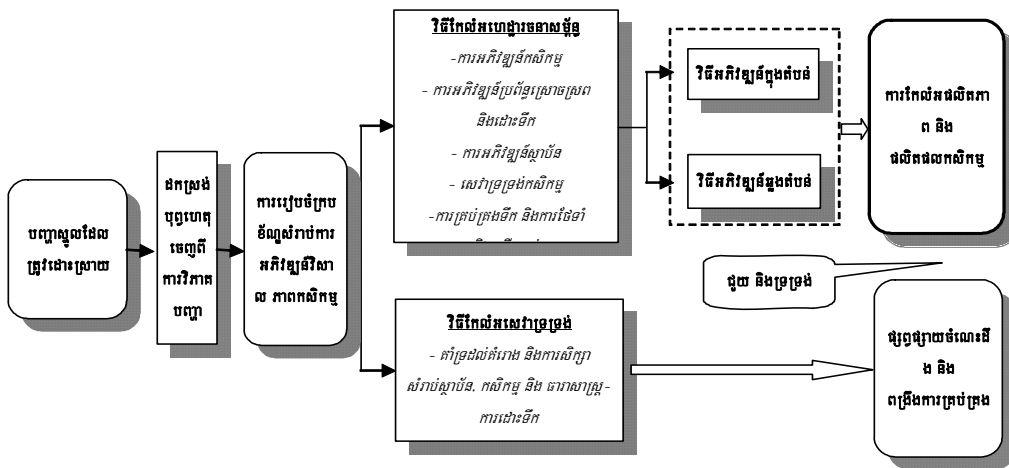 បញ្ហាស្នូលដែល
ត្រូវដោះស្រាយ
ដកស្រង់
បុព្វហេតុ
ចេញពី
ការវិភាគ
បញ្ហា
ការរៀបចំក្រប
ខ័ណ្ឌសំរាប់ការ
អភិវឌ្ឍន៍វិសា
ល ភាពកសិកម្ម
វិធីកែលំអហេដ្ឋារចនាសម្ព័ន្ធ
-ការអភិវឌ្ឍន៍កសិកម្ម
- ការអភិវឌ្ឍន៍ប្រព័ន្ធស្រោចស្រព
និងដោះទឹក
- ការអភិវឌ្ឍន៍ស្ថាប័ន
- សេវាទ្រទ្រង់កសិកម្ម
-ការគ្រប់គ្រងទឹក និងការថែទាំ
វិធីអភិវឌ្ឍន៍ក្នុងតំបន់
វិធីអភិវឌ្ឍន៍ឆ្លងតំបន់
ការកែលំអផលិតភា
ព និង
ផលិតផលកសិកម្ម
ជួយ និងទ្រទ្រង់
វិធីកែលំអសេវាទ្រទ្រង់
- គាំទ្រដល់គំរោង និងការសិក្សា
សំរាប់ស្ថាប័ន, កសិកម្ម និង ធារាសាស្ត្រ-
ការដោះទឹក
ផ្សព្វផ្សាយចំណេះដឹ
ង និង
ពង្រឹងការគ្រប់គ្រង